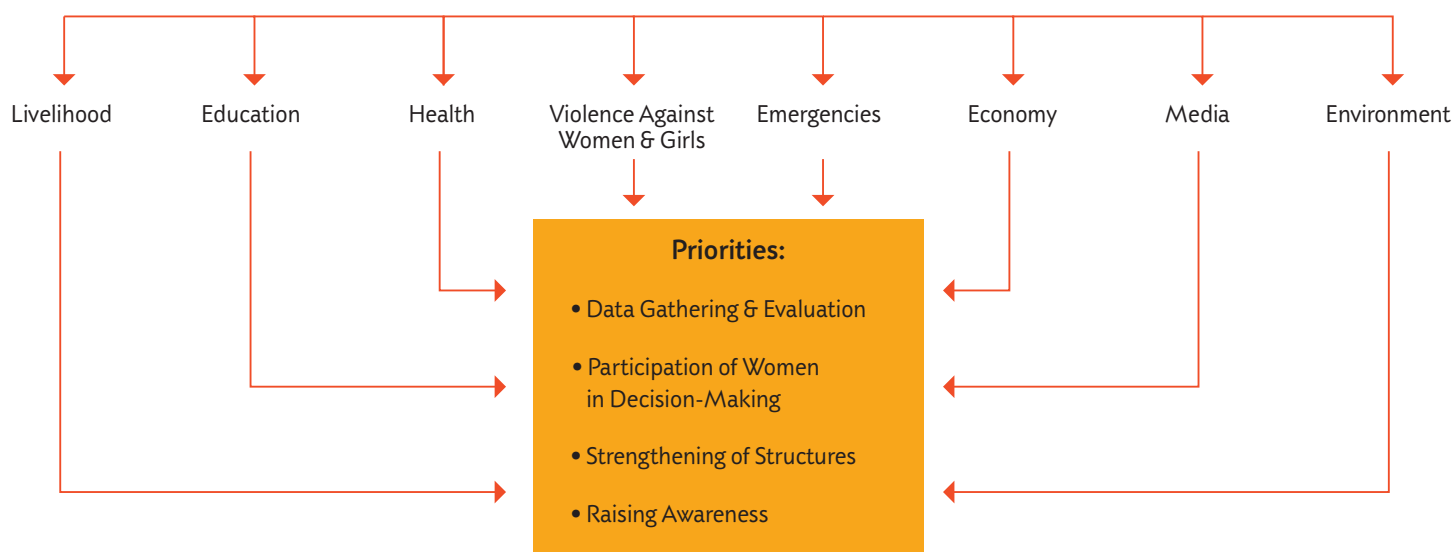 Livelihood
Education
Health
Violence Against
Women & Girls
Emergencies
Economy
Media
Environment
Priorities:
• Data Gathering & Evaluation
• Participation of Women
in Decision-Making
• Strengthening of Structures
• Raising Awareness